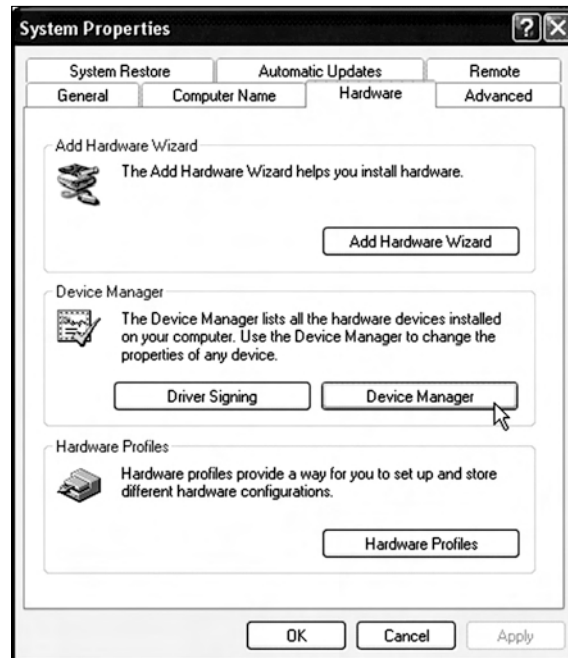 System Properties
System Restore Automatic Updates Remote
General Computer Name Hardware Advanced
Add Hardware Wizard
The Add Hardware Wizard helps you install hardware.
Add Hardware Wizard
Device Manager
The Device Manager lists all the hardware devices installed
on your computer. Use the Device Manager to change the
properties of any device.
Driver Signing Device Manager
Hardware Profiles
Hardware profiles provide a way for you to set up and store
different hardware configurations.
Hardware Profiles
OK Cancel Apply